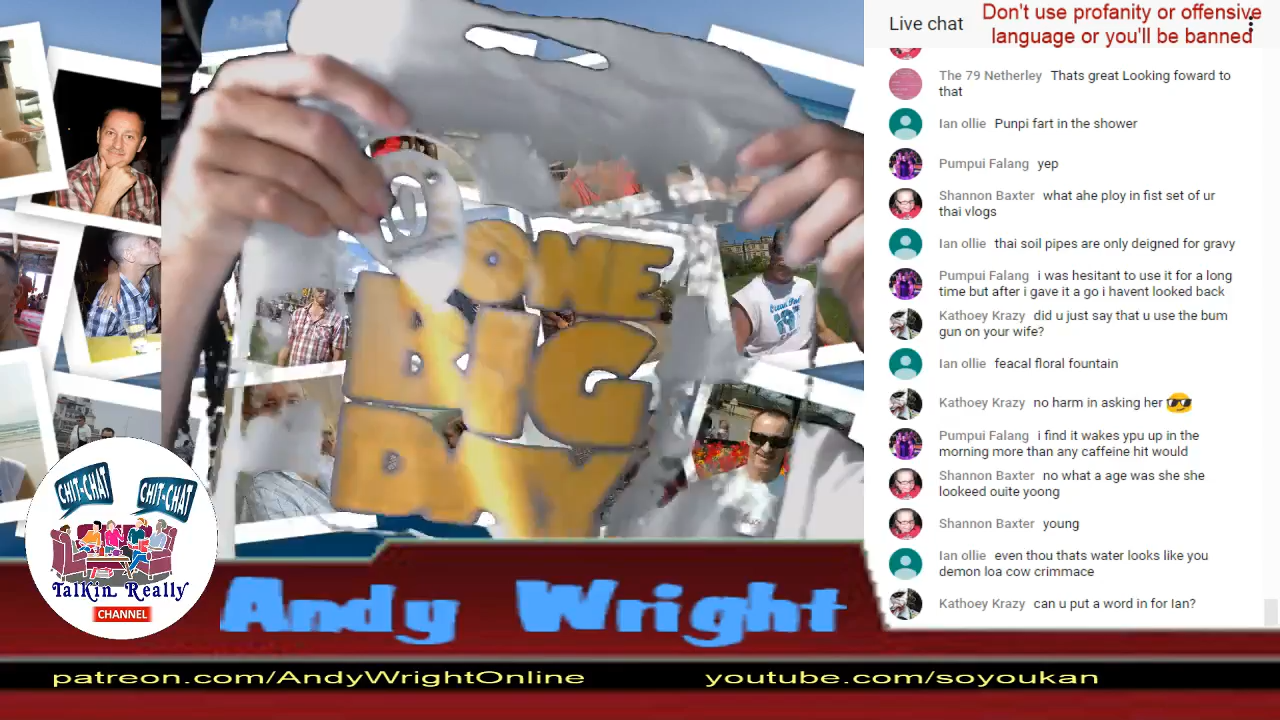 ONE
BIG
DAY
CHIT-CHAT
CHIT-CHAT
TalKin Really
CHANNEL
Andy Wright
patreon.com/AndyWrightOnline
youtube.com/soyoukan
Live chat
Don't use profanity or offensive
language or you'll be banned
The 79 Netherley Thats great Looking foward to
that
Ian ollie Punpi fart in the shower
Pumpui Falang yep
Shannon Baxter what ahe ploy in fist set of ur
thai vlogs
Ian ollie thai soil pipes are only deigned for gravy
Pumpui Falang i was hesitant to use it for a long
time but after i gave it a go i havent looked back
Kathoey Krazy did u just say that u use the bum
gun on your wife?
Ian ollie feacal floral fountain
Kathoey Krazy no harm in asking her 😎
Pumpui Falang i find it wakes ypu up in the
morning more than any caffeine hit would
Shannon Baxter no what a age was she she
lookeed ouite yoong
Shannon Baxter young
Ian ollie even thou thats water looks like you
demon loa cow crimmace
Kathoey Krazy can u put a word in for Ian?